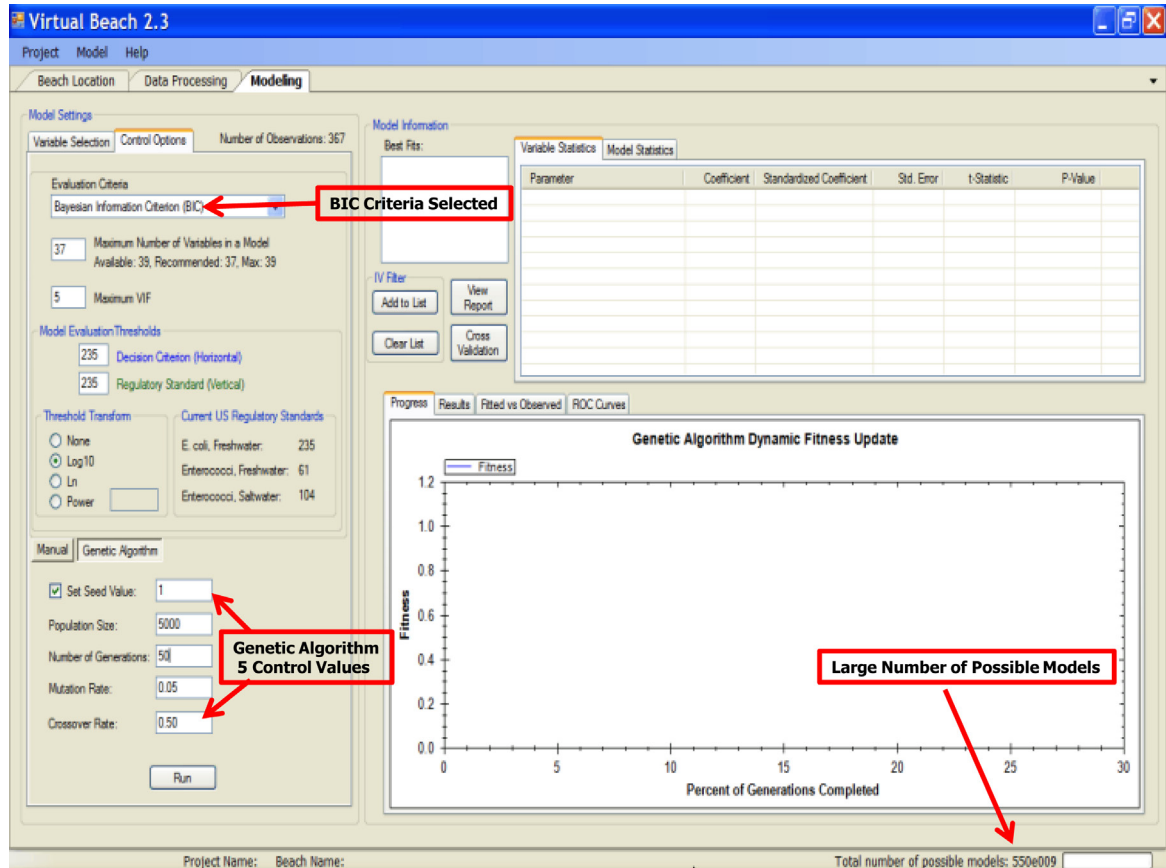 Virtual Beach 2.3
Project Model Help
Beach Location Data Processing Modeling
Model Settings
Variable Selection Control Options Number of Observations: 367
Evaluation Criteria
Bayesian Information Criterion (BIC)
BIC Criteria Selected
37 Maximum Number of Variables in a Model
Available: 39, Recommended: 37, Max: 39
5 Maximum VIF
Model Evaluation Thresholds
235 Decision Criterion (Horizontal)
235 Regulatory Standard (Vertical)
Threshold Transform
None
Log10
Ln
Power
Current US Regulatory Standards
E. coli, Freshwater: 235
Enterococci, Freshwater: 61
Enterococci, Saltwater: 104
Manual Genetic Algorithm
Set Seed Value: 1
Population Size: 5000
Number of Generations: 50
Mutation Rate: 0.05
Crossover Rate: 0.50
Genetic Algorithm
5 Control Values
Run
Model Information
Best Fits:
IV Filter
Add to List
Clear List
View
Report
Cross
Validation
Variable Statistics Model Statistics
Parameter Coefficient Standardized Coefficient Std. Error t-Statistic P-Value
Progress Results Fitted vs Observed ROC Curves
Genetic Algorithm Dynamic Fitness Update
Fitness
1.2
1.0
0.8
0.6
0.4
0.2
0.0
Fitness
0 5 10 15 20 25 30
Percent of Generations Completed
Large Number of Possible Models
Project Name: Beach Name: Total number of possible models: 550e009